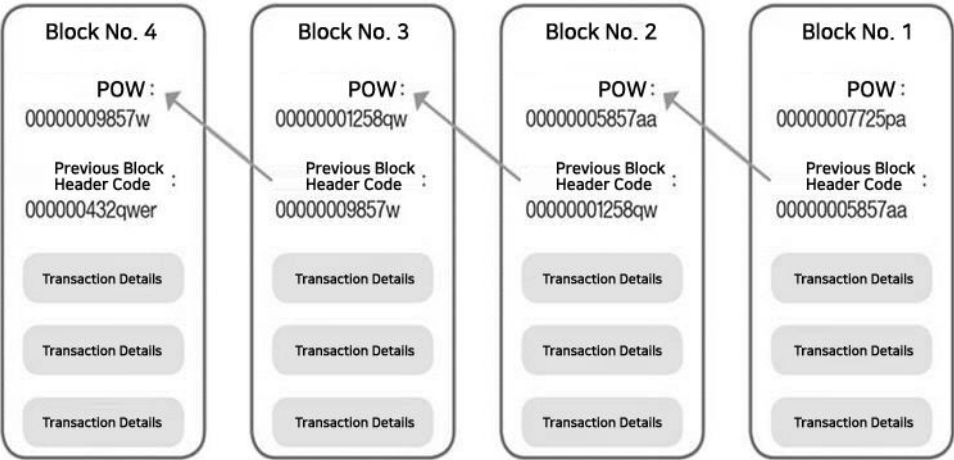 Block No. 4
POW :
00000009857w
Previous Block
Header Code :
000000432qwer
Transaction Details
Transaction Details
Transaction Details
Block No. 3
POW :
00000001258qw
Previous Block
Header Code :
00000009857w
Transaction Details
Transaction Details
Transaction Details
Block No. 2
POW :
00000005857aa
Previous Block
Header Code :
00000001258qw
Transaction Details
Transaction Details
Transaction Details
Block No. 1
POW :
00000007725pa
Previous Block
Header Code :
00000005857aa
Transaction Details
Transaction Details
Transaction Details